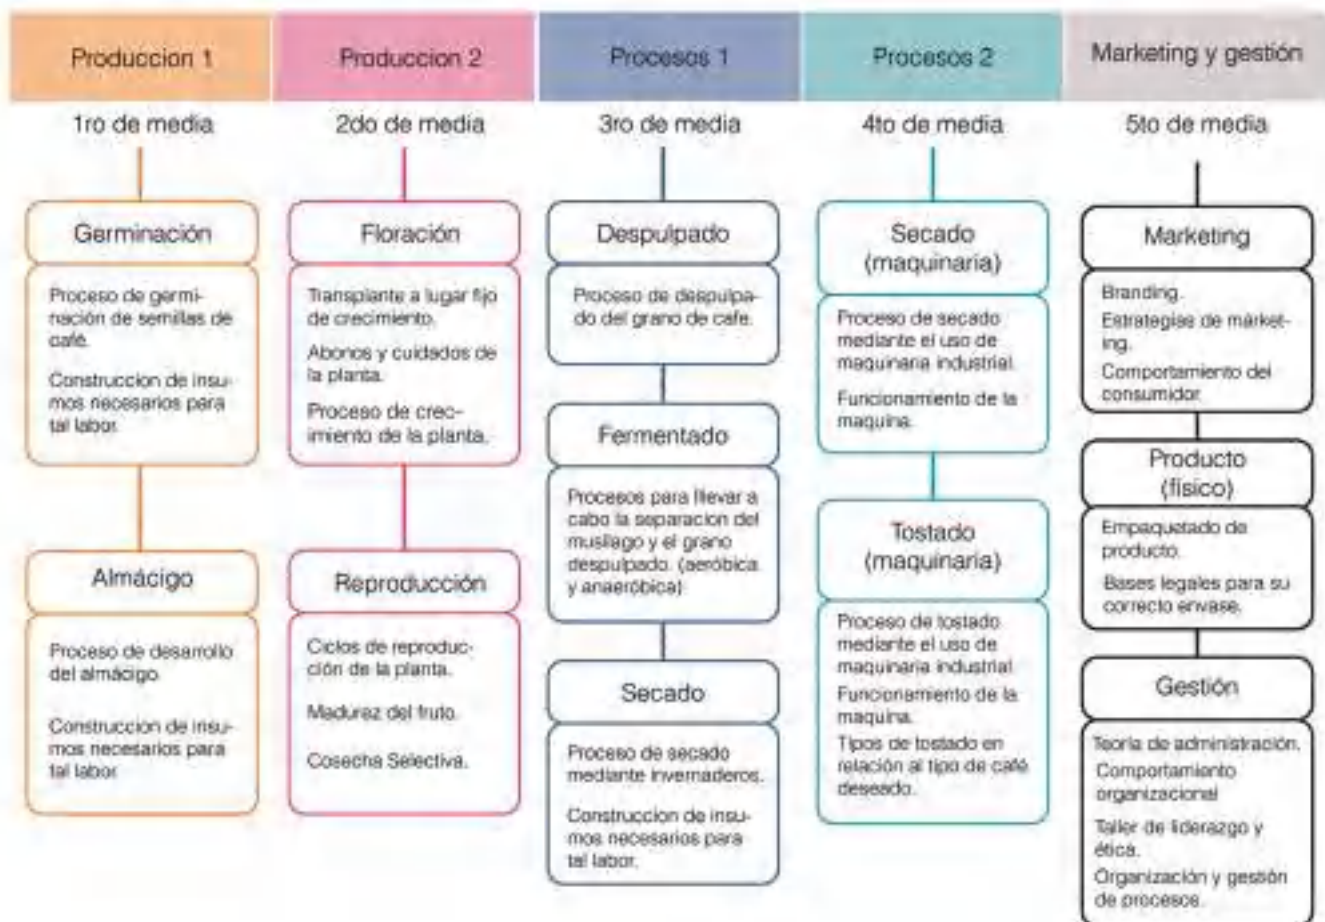 Produccion 1
1ro de media
Germinación
Proceso de germi-
nación de semillas de
café.
Construccion de insu-
mos necesarios para
tal labor.
Almácigo
Proceso de desarrollo
del almácigo
Construccion de insu-
mos necesarios para
tal labor
Produccion 2
2do de media
Floración
Transplante a lugar fijo
de crecimiento.
Abonos y cuidados de
la planta.
Proceso de crec-
imiento de la planta.
Reproducción
Ciclos de reproduc-
ción de la planta.
Madurez del fruto.
Cosecha Selectiva.
Procesos 1
3ro de media
Despulpado
Proceso de despulpa-
do del grano de cafe.
Fermentado
Procesos para llevar a
cabo la separacion del
musilago y el grano
despulpado. (aeróbica
y anaeróbica)
Secado
Proceso de secado
mediante invernaderos.
Construccion de insu-
mos necesarios para
tal labor.
Procesos 2
4to de media
Secado
(maquinaria)
Proceso de secado
mediante el uso de
maquinaria industrial.
Funcionamiento de la
maquina.
Tostado
(maquinaria)
Proceso de tostado
mediante el uso de
maquinaria industrial
Funcionamiento de la
maquina.
Tipos de tostado en
relación al tipo de café
deseado.
Marketing y gestión
5to de media
Marketing
Branding.
Estrategias de market-
ing.
Comportamiento del
consumidor.
Producto
(físico)
Empaquetado de
producto.
Bases legales para su
correcto envase.
Gestión
Teoría de administración.
Comportamiento
organizacional
Taller de liderazgo y
ética.
Organización y gestión
de procesos.